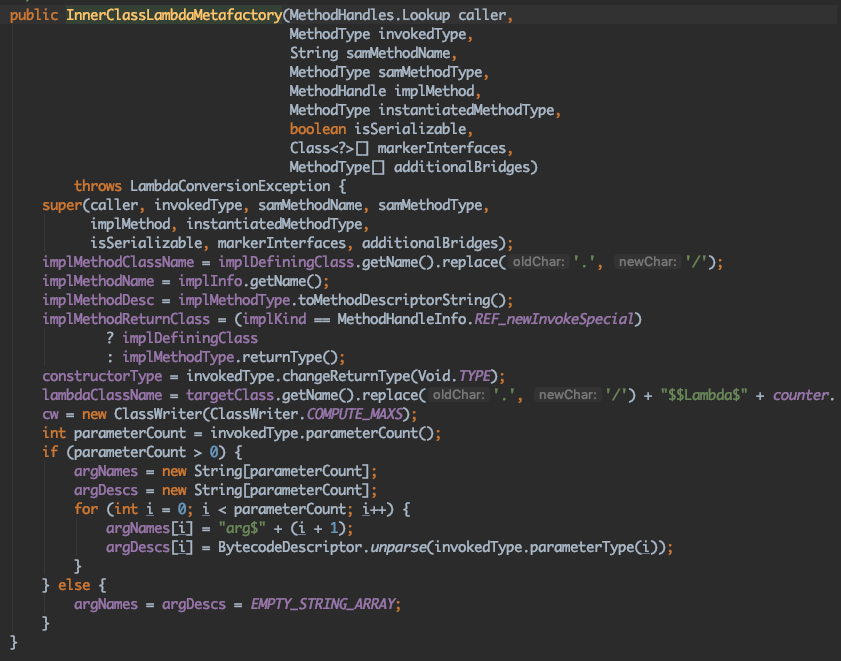 public InnerClassLambdaMetafactory(MethodHandles.Lookup caller,
MethodType invokedType,
String samMethodName,
MethodType samMethodType,
MethodHandle implMethod,
MethodType instantiatedMethodType,
boolean isSerializable,
Class<?>[] markerInterfaces,
MethodType[] additionalBridges)
throws LambdaConversionException {
super(caller, invokedType, samMethodName, samMethodType,
implMethod, instantiatedMethodType,
isSerializable, markerInterfaces, additionalBridges);
implMethodClassName = implDefiningClass.getName().replace( oldChar: '.', newChar: '/');
implMethodName = implInfo.getName();
implMethodDesc = implMethodType.toMethodDescriptorString();
implMethodReturnClass = (implKind == MethodHandleInfo.REF_newInvokeSpecial)
? implDefiningClass
: implMethodType.returnType();
constructorType = invokedType.changeReturnType(Void.TYPE);
lambdaClassName = targetClass.getName().replace( oldChar: '.', newChar: '/') + "$$Lambda$" + counter.
cw = new ClassWriter(ClassWriter.COMPUTE_MAXS);
int parameterCount = invokedType.parameterCount();
if (parameterCount > 0) {
argNames = new String[parameterCount];
argDescs = new String[parameterCount];
for (int i = 0; i < parameterCount; i++) {
argNames[i] = "arg$" + (i + 1);
argDescs[i] = BytecodeDescriptor.unparse(invokedType.parameterType(i));
}
} else {
argNames = argDescs = EMPTY_STRING_ARRAY;
}
}